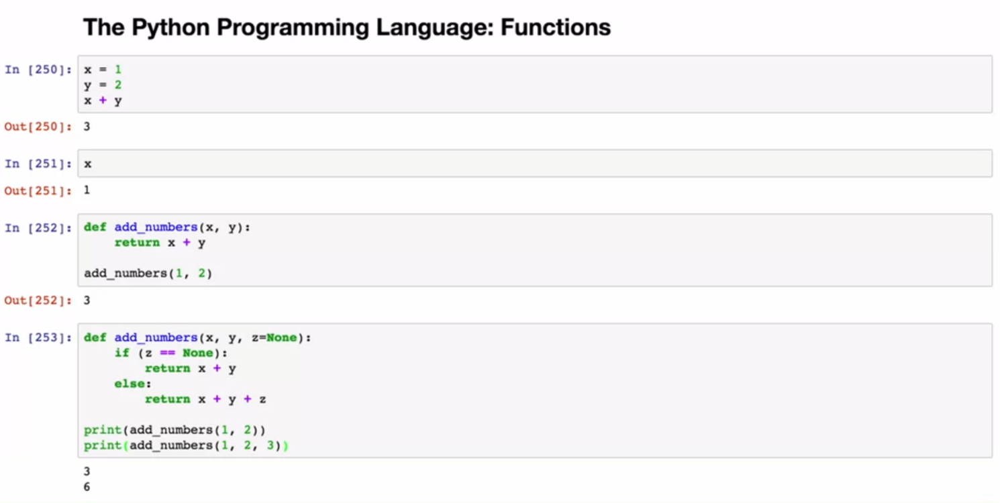 The Python Programming Language: Functions
In [250]: x = 1
y = 2
x + y
Out[250]: 3
In [251]: x
Out[251]: 1
In [252]: def add_numbers(x, y):
    return x + y
add_numbers(1, 2)
Out[252]: 3
In [253]: def add_numbers(x, y, z=None):
    if (z == None):
        return x + y
    else:
        return x + y + z
print(add_numbers(1, 2))
print(add_numbers(1, 2, 3))
3
6